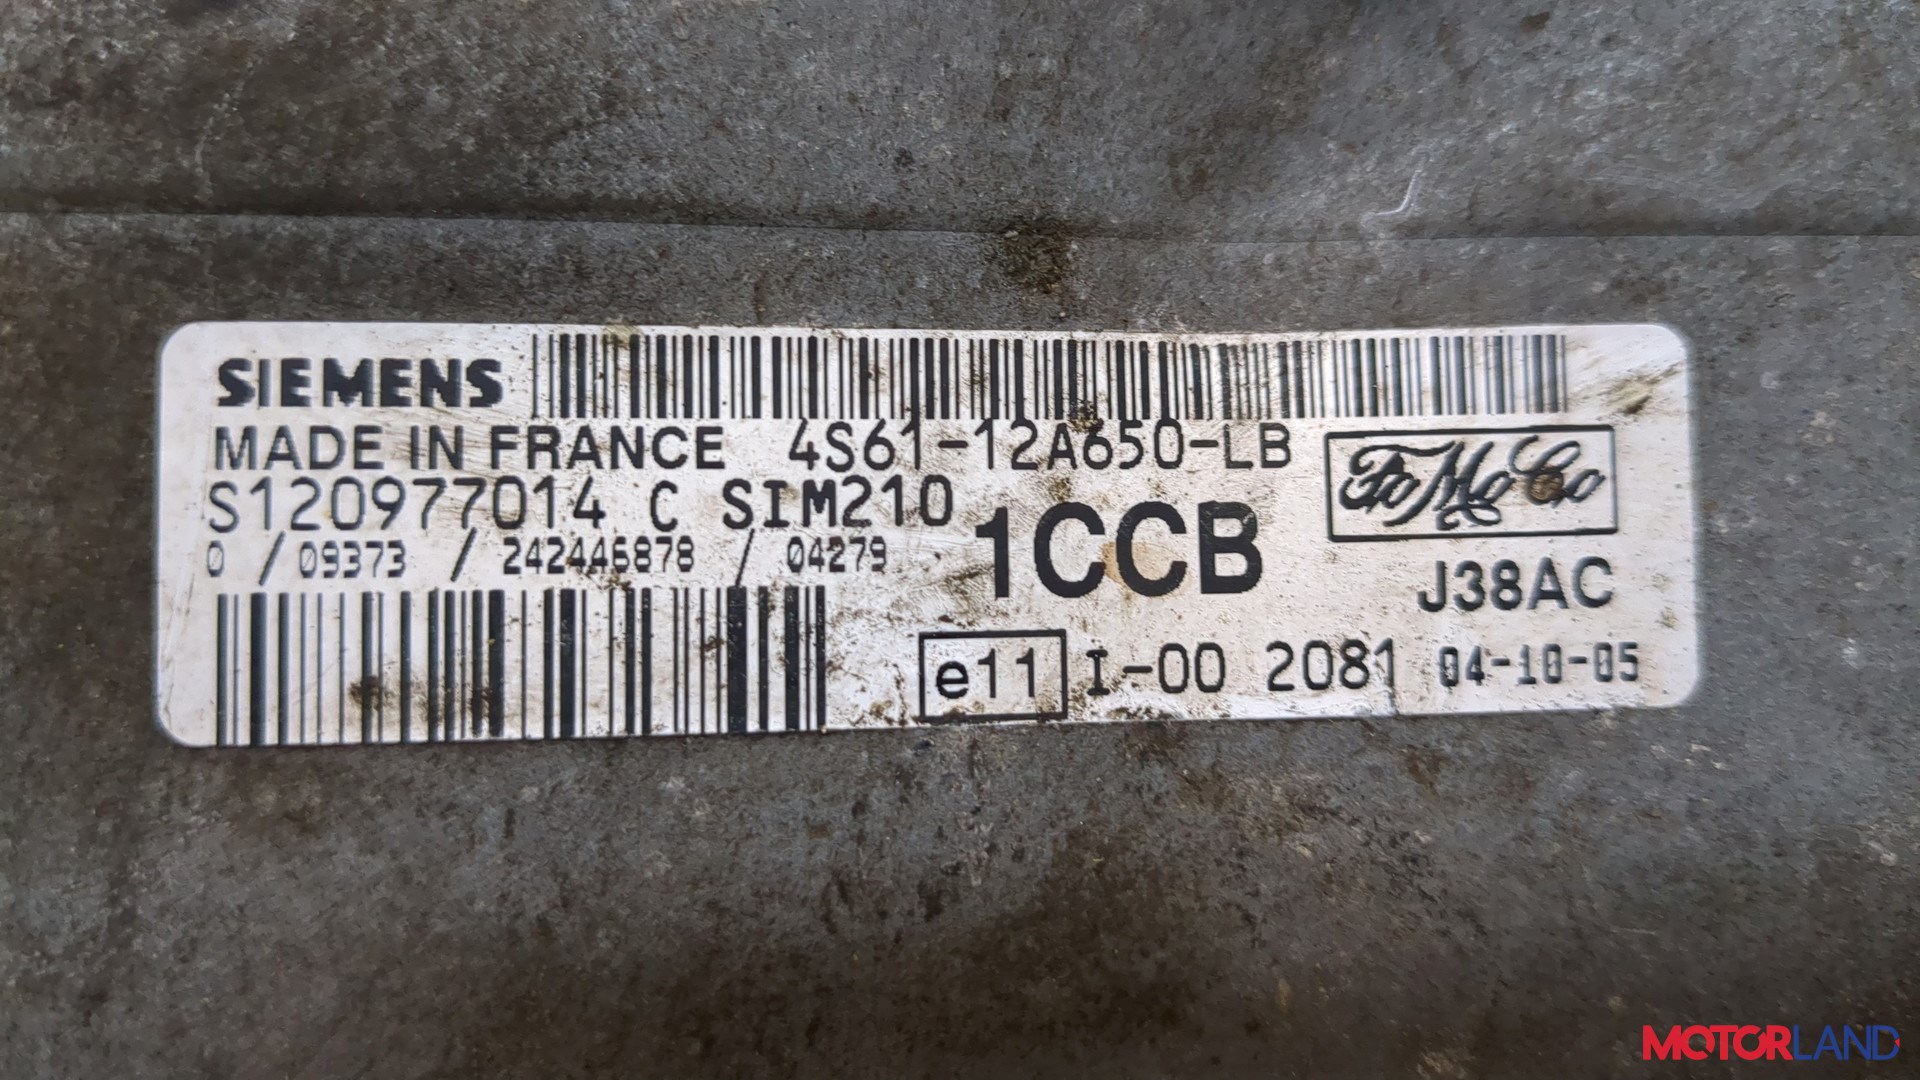 SIEMENS
MADE IN FRANCE 4S61-12A650-LB
FoMoCo
S120977014 C SIM210
1CCB
0 / 09373 / 242446878 / 04279
J38AC
e11 I-00 2081 04-10-05
MOTORLAND